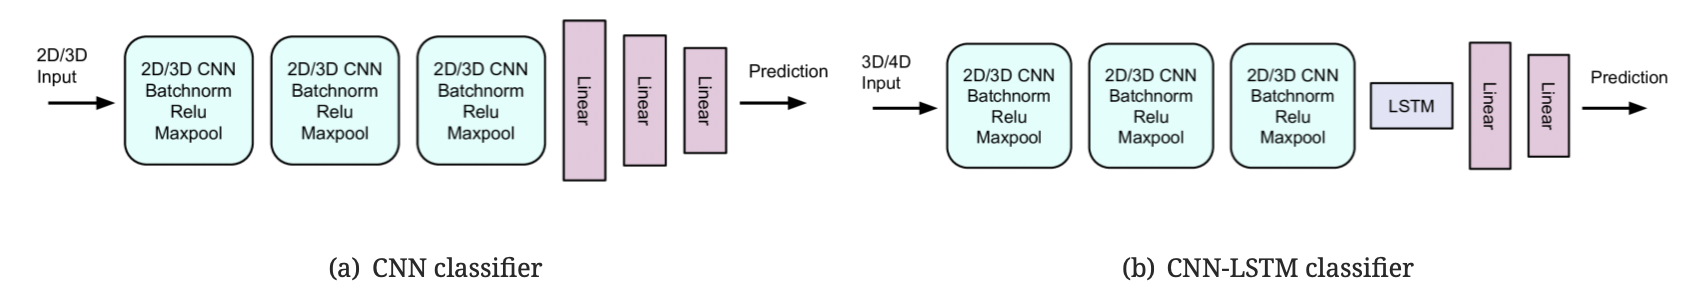 2D/3D
Input
2D/3D CNN
Batchnorm
Relu
Maxpool
2D/3D CNN
Batchnorm
Relu
Maxpool
2D/3D CNN
Batchnorm
Relu
Maxpool
Linear
Linear
Linear
Prediction
(a) CNN classifier
3D/4D
Input
2D/3D CNN
Batchnorm
Relu
Maxpool
2D/3D CNN
Batchnorm
Relu
Maxpool
2D/3D CNN
Batchnorm
Relu
Maxpool
LSTM
Linear
Linear
Prediction
(b) CNN-LSTM classifier